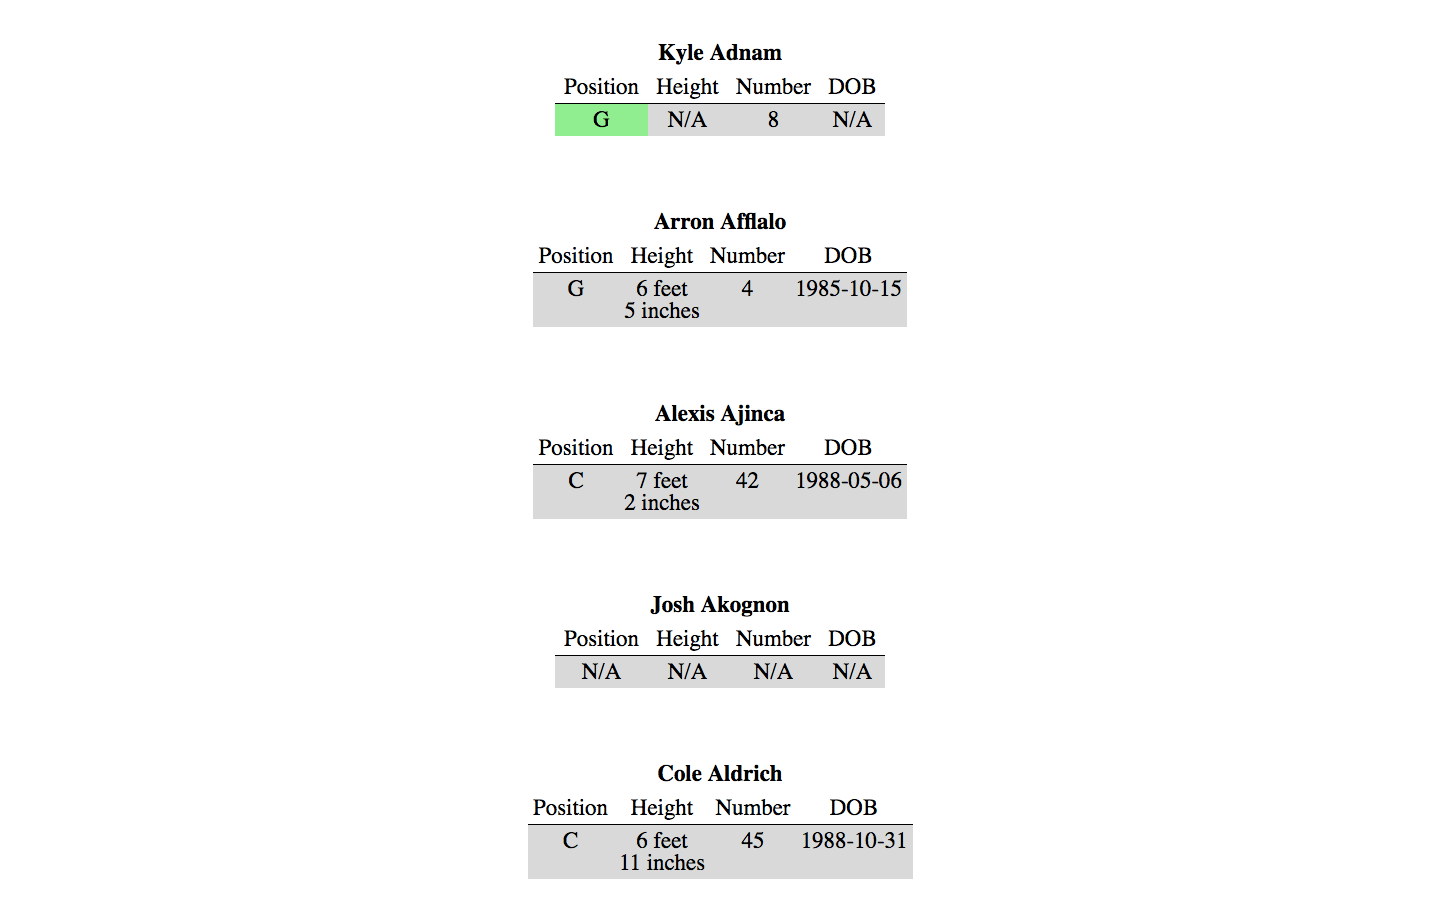 Kyle Adnam
Position Height Number DOB
G N/A 8 N/A
Arron Afflalo
Position Height Number DOB
G 6 feet 4 1985-10-15
5 inches
Alexis Ajinca
Position Height Number DOB
C 7 feet 42 1988-05-06
2 inches
Josh Akognon
Position Height Number DOB
N/A N/A N/A N/A
Cole Aldrich
Position Height Number DOB
C 6 feet 45 1988-10-31
11 inches